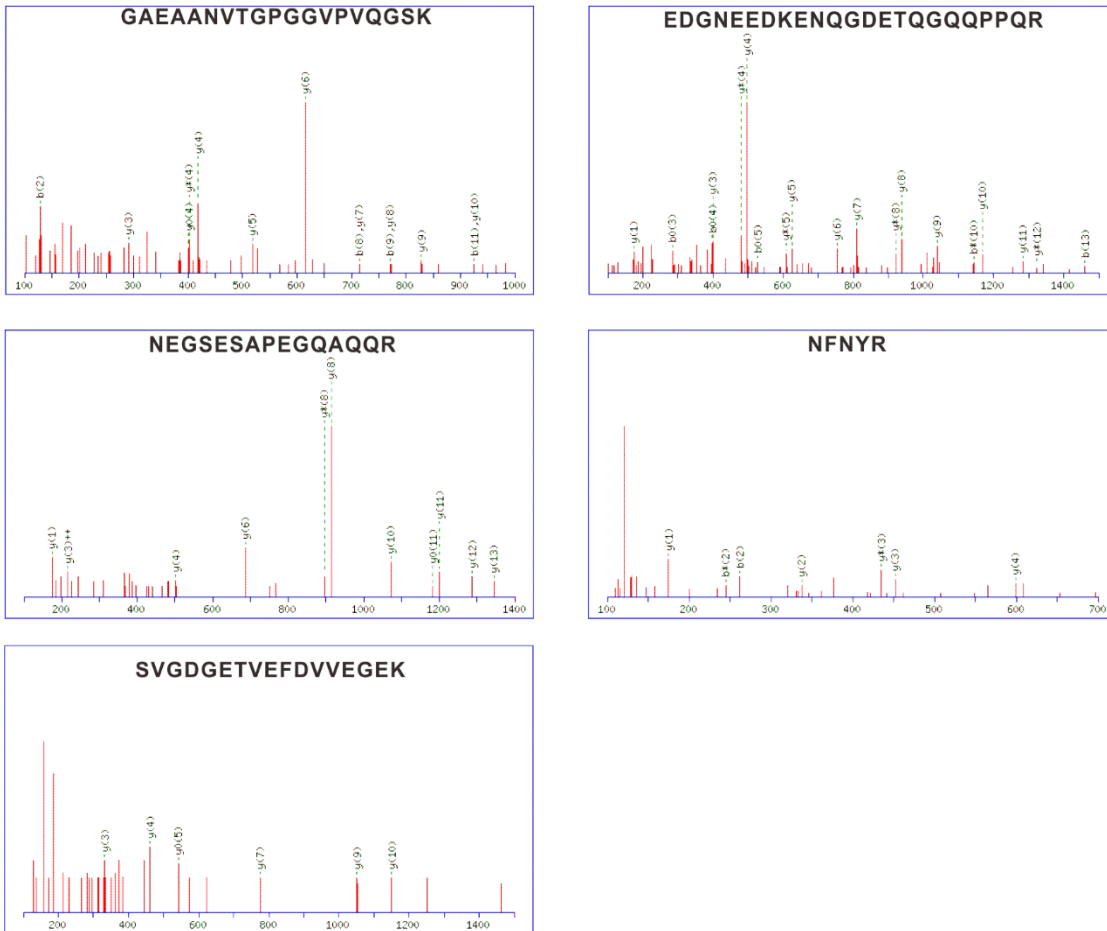 GAEAANVTGPGGVPVQGSK
b(2)
y(3)
y0(4)
y*(4)
y(4)
y(5)
y(6)
b(8),y(7)
b(9),y(8)
y(9)
b(11),y(10)
100 200 300 400 500 600 700 800 900 1000
EDGNEEDKENQGDETQGQQPPQR
y(1)
b0(3)
b0(4)
y(3)
y*(4)
y(4)
b0(5)
y*(5)
y(5)
y(6)
y(7)
y*(8)
y(8)
y(9)
b*(10)
y(10)
y(11)
y*(12)
b(13)
200 400 600 800 1000 1200 1400
NEGSESAPEGQAQQR
y(1)
y(3)++
y(4)
y(6)
y*(8)
y(8)
y(10)
y0(11)
y(11)
y(12)
y(13)
200 400 600 800 1000 1200 1400
NFNYR
y(1)
b*(2)
b(2)
y(2)
y*(3)
y(3)
y(4)
100 200 300 400 500 600 700
SVGDGETVEFDVVEGEK
y(3)
y(4)
y0(5)
y(7)
y(9)
y(10)
200 400 600 800 1000 1200 1400